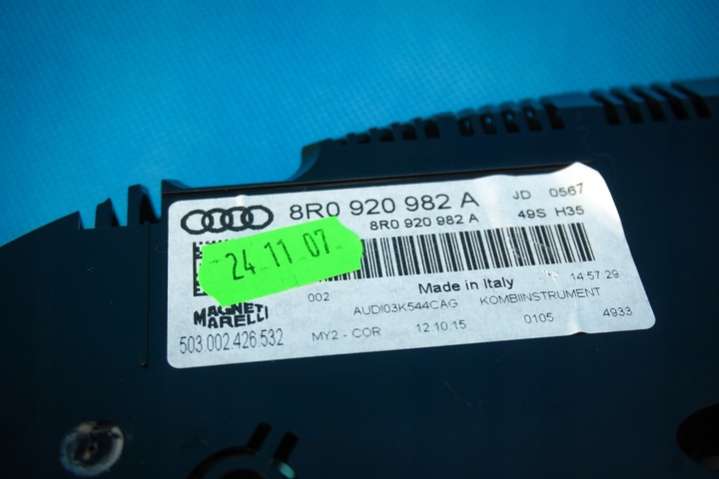 8R0 920 982 A JD 0567
8R0 920 982 A 49S H35
24 11 07
002 Made in Italy 14:57:29
MAGNETI MARELLI AUDI03K544CAG KOMBIINSTRUMENT
503.002.426.532 MY2 - COR 12.10.15 0105 4933